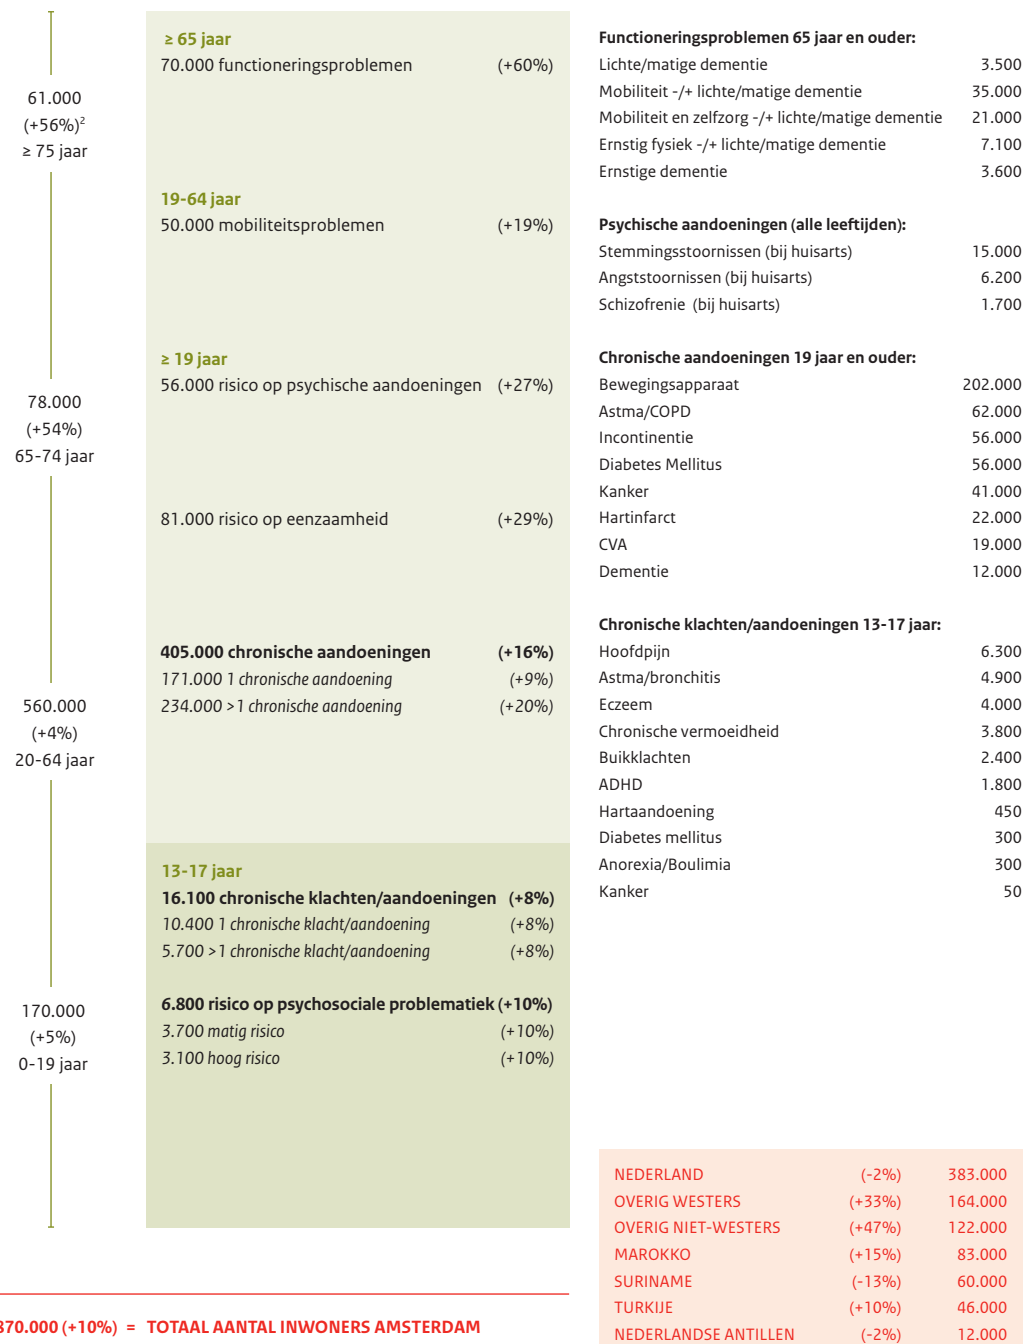 61.000
(+56%)²
≥ 75 jaar
78.000
(+54%)
65-74 jaar
560.000
(+4%)
20-64 jaar
170.000
(+5%)
0-19 jaar
≥ 65 jaar
70.000 functioneringsproblemen (+60%)
19-64 jaar
50.000 mobiliteitsproblemen (+19%)
≥ 19 jaar
56.000 risico op psychische aandoeningen (+27%)
81.000 risico op eenzaamheid (+29%)
405.000 chronische aandoeningen (+16%)
171.000 1 chronische aandoening (+9%)
234.000 >1 chronische aandoening (+20%)
13-17 jaar
16.100 chronische klachten/aandoeningen (+8%)
10.400 1 chronische klacht/aandoening (+8%)
5.700 >1 chronische klacht/aandoening (+8%)
6.800 risico op psychosociale problematiek (+10%)
3.700 matig risico (+10%)
3.100 hoog risico (+10%)
870.000 (+10%) = TOTAAL AANTAL INWONERS AMSTERDAM
Functioneringsproblemen 65 jaar en ouder:
Lichte/matige dementie 3.500
Mobiliteit -/+ lichte/matige dementie 35.000
Mobiliteit en zelfzorg -/+ lichte/matige dementie 21.000
Ernstig fysiek -/+ lichte/matige dementie 7.100
Ernstige dementie 3.600
Psychische aandoeningen (alle leeftijden):
Stemmingsstoornissen (bij huisarts) 15.000
Angststoornissen (bij huisarts) 6.200
Schizofrenie (bij huisarts) 1.700
Chronische aandoeningen 19 jaar en ouder:
Bewegingsapparaat 202.000
Astma/COPD 62.000
Incontinentie 56.000
Diabetes Mellitus 56.000
Kanker 41.000
Hartinfarct 22.000
CVA 19.000
Dementie 12.000
Chronische klachten/aandoeningen 13-17 jaar:
Hoofdpijn 6.300
Astma/bronchitis 4.900
Eczeem 4.000
Chronische vermoeidheid 3.800
Buikklachten 2.400
ADHD 1.800
Hartaandoening 450
Diabetes mellitus 300
Anorexia/Boulimia 300
Kanker 50
NEDERLAND (-2%) 383.000
OVERIG WESTERS (+33%) 164.000
OVERIG NIET-WESTERS (+47%) 122.000
MAROKKO (+15%) 83.000
SURINAME (-13%) 60.000
TURKIJE (+10%) 46.000
NEDERLANDSE ANTILLEN (-2%) 12.000